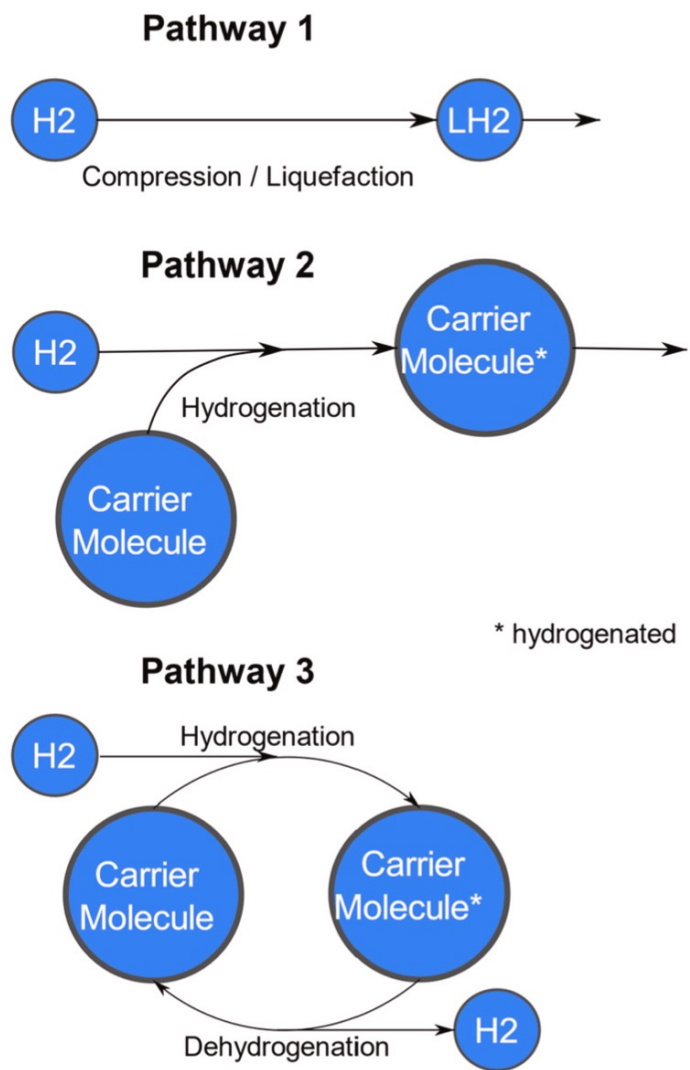 Pathway 1
H2
LH2
Compression / Liquefaction
Pathway 2
H2
Carrier
Molecule*
Hydrogenation
Carrier
Molecule
* hydrogenated
Pathway 3
Hydrogenation
H2
Carrier
Molecule
Carrier
Molecule*
H2
Dehydrogenation